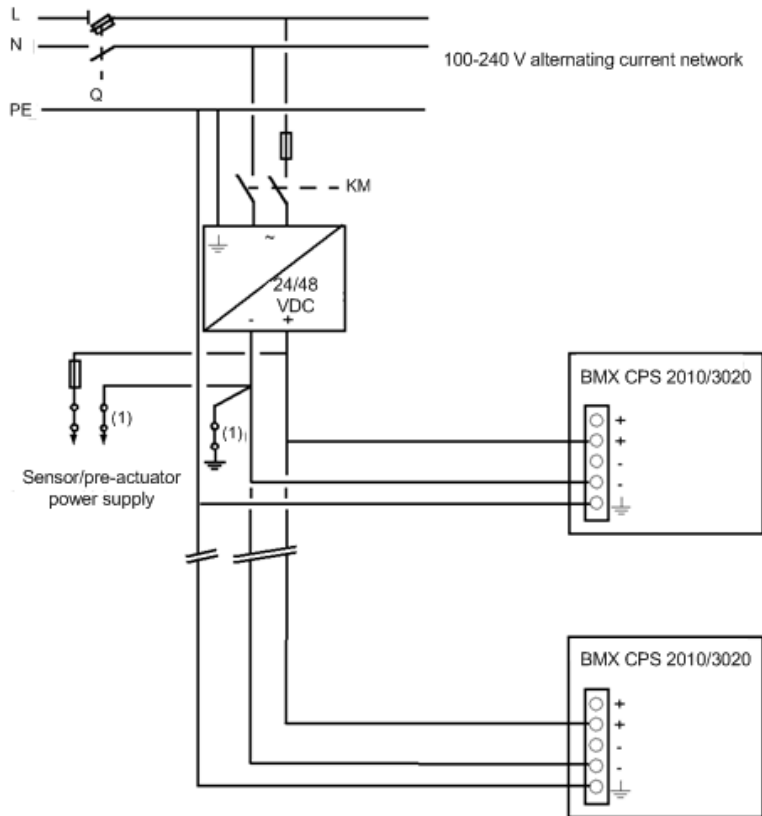 L
N
100-240 V alternating current network
Q
PE
KM
~
24/48
VDC
- +
BMX CPS 2010/3020
+
+
-
-
(1)
(1)
Sensor/pre-actuator
power supply
BMX CPS 2010/3020
+
+
-
-